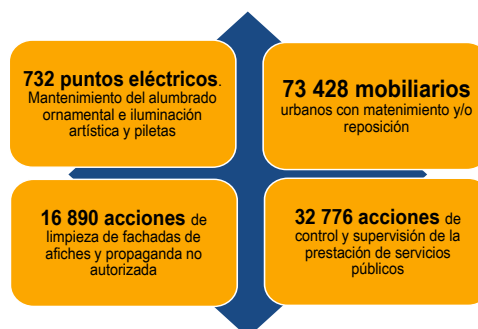 732 puntos eléctricos.
Mantenimiento del alumbrado
ornamental e iluminación
artística y piletas
73 428 mobiliarios
urbanos con matenimiento y/o
reposición
16 890 acciones de
limpieza de fachadas de
afiches y propaganda no
autorizada
32 776 acciones de
control y supervisión de la
prestación de servicios
públicos